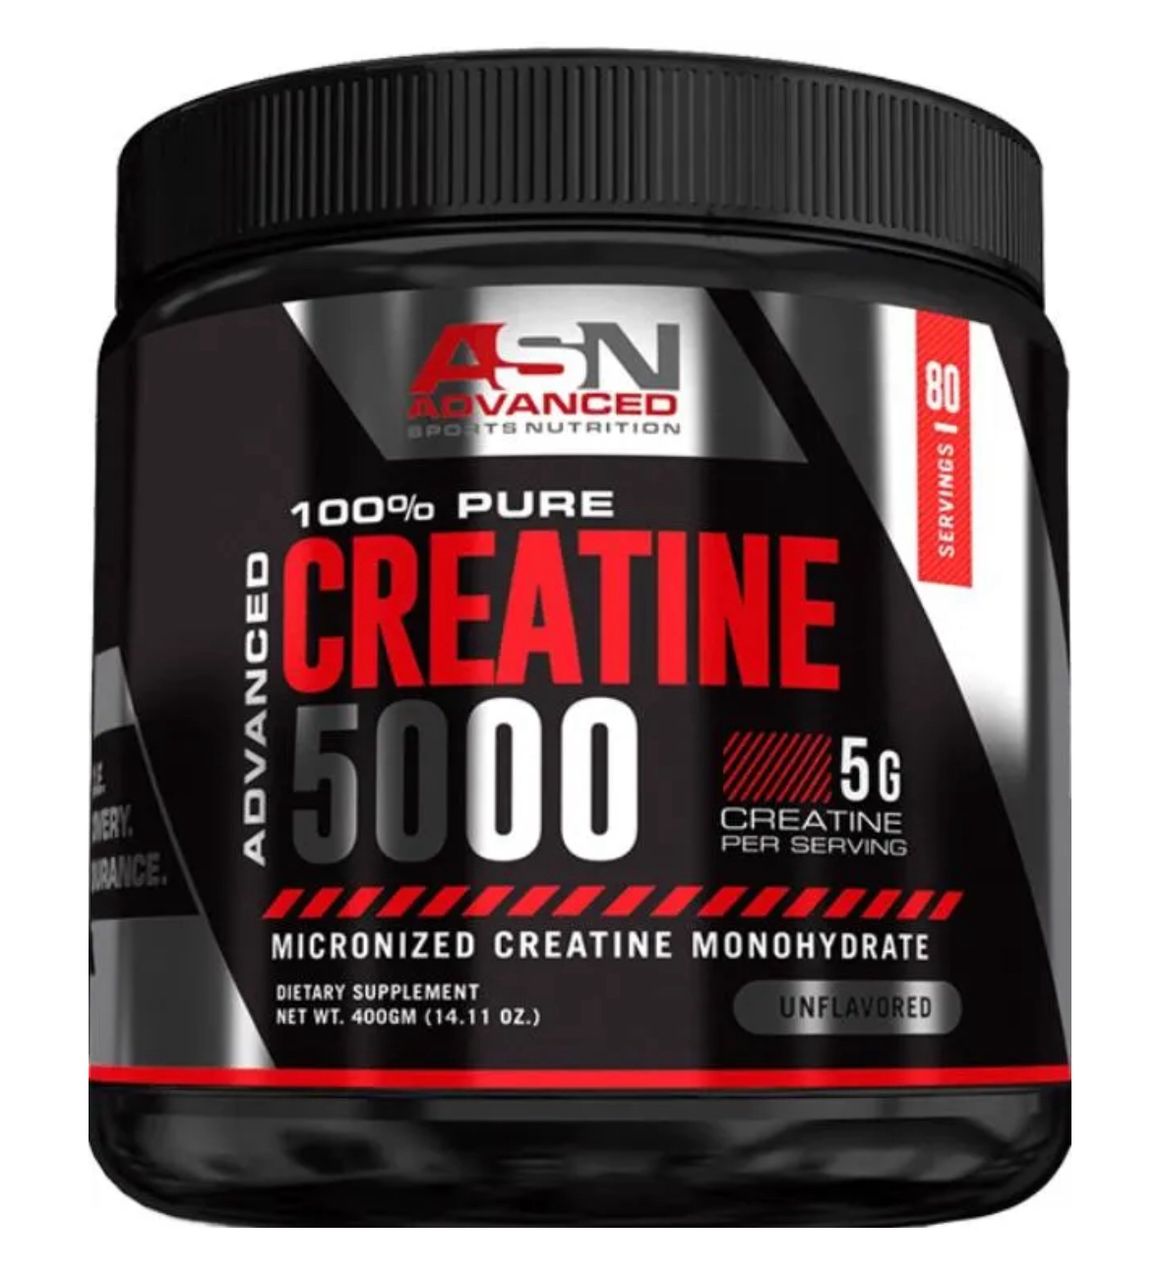 ASN
ADVANCED
SPORTS NUTRITION
80
SERVINGS
100% PURE
ADVANCED
CREATINE
5000
5G
CREATINE
PER SERVING
MICRONIZED CREATINE MONOHYDRATE
DIETARY SUPPLEMENT
NET WT. 400GM (14.11 OZ.)
UNFLAVORED